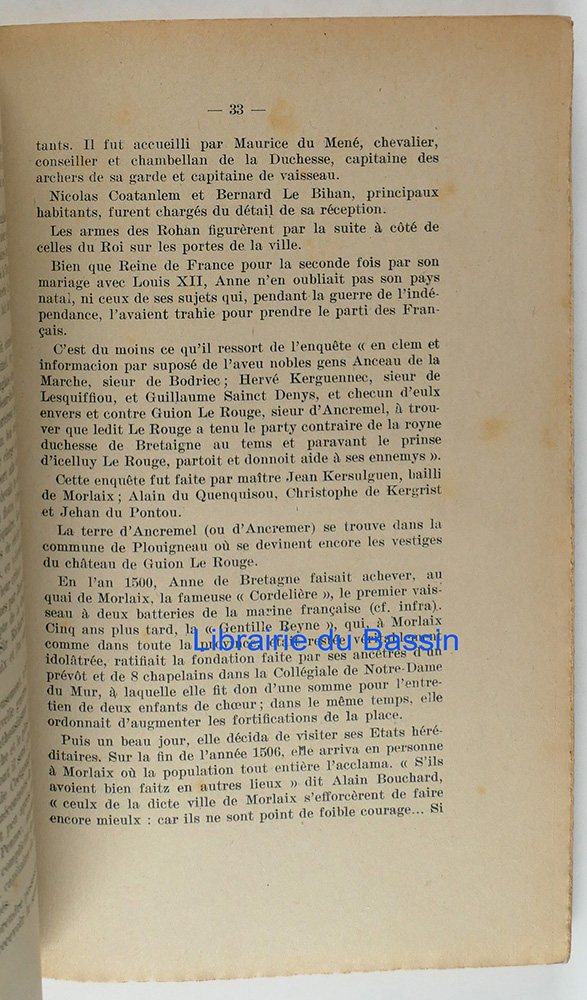 — 33 —
tants. Il fut accueilli par Maurice du Mené, chevalier,
conseiller et chambellan de la Duchesse, capitaine des
archers de sa garde et capitaine de vaisseau.
Nicolas Coatanlem et Bernard Le Bihan, principaux
habitants, furent chargés du détail de sa réception.
Les armes des Rohan figurèrent par la suite à côté de
celles du Roi sur les portes de la ville.
Bien que Reine de France pour la seconde fois par son
mariage avec Louis XII, Anne n'en oubliait pas son pays
natal, ni ceux de ses sujets qui, pendant la guerre de l'indé-
pendance, l'avaient trahie pour prendre le parti des Fran-
çais.
C'est du moins ce qu'il ressort de l'enquête « en clem et
informacion par suposé de l'aveu nobles gens Anceau de la
Marche, sieur de Bodriec ; Hervé Kerguennec, sieur de
Lesquiffiou, et Guillaume Sainct Denys, et checun d'eulx
envers et contre Guion Le Rouge, sieur d'Ancremel, à trou-
ver que ledit Le Rouge a tenu le party contraire de la royne
duchesse de Bretaigne au tems et paravant le prinse
d'icelluy Le Rouge, partoit et donnoit aide à ses ennemys ».
Cette enquête fut faite par maître Jean Kersulguen, bailli
de Morlaix ; Alain du Quenquisou, Christophe de Kergrist
et Jehan du Pontou.
La terre d'Ancremel (ou d'Ancremer) se trouve dans la
commune de Plouigneau où se devinent encore les vestiges
du château de Guion Le Rouge.
En l'an 1500, Anne de Bretagne faisait achever, au
quai de Morlaix, la fameuse « Cordelière », le premier vais-
seau à deux batteries de la marine française (cf. infra).
Cinq ans plus tard, la « Gentille Reyne », qui, à Morlaix
comme dans toute la province, était restée véritablement
idolâtrée, ratifiait la fondation faite par ses ancêtres d'un
prévôt et de 8 chapelains dans la Collégiale de Notre-Dame
du Mur, à laquelle elle fit don d'une somme pour l'entre-
tien de deux enfants de chœur ; dans le même temps, elle
ordonnait d'augmenter les fortifications de la place.
Puis un beau jour, elle décida de visiter ses Etats héré-
ditaires. Sur la fin de l'année 1506, elle arriva en personne
à Morlaix où la population tout entière l'acclama. « S'ils
avoient bien faitz en autres lieux » dit Alain Bouchard,
« ceulx de la dicte ville de Morlaix s'efforcèrent de faire
encore mieulx : car ils ne sont point de foible courage... Si
Librairie du Bassin